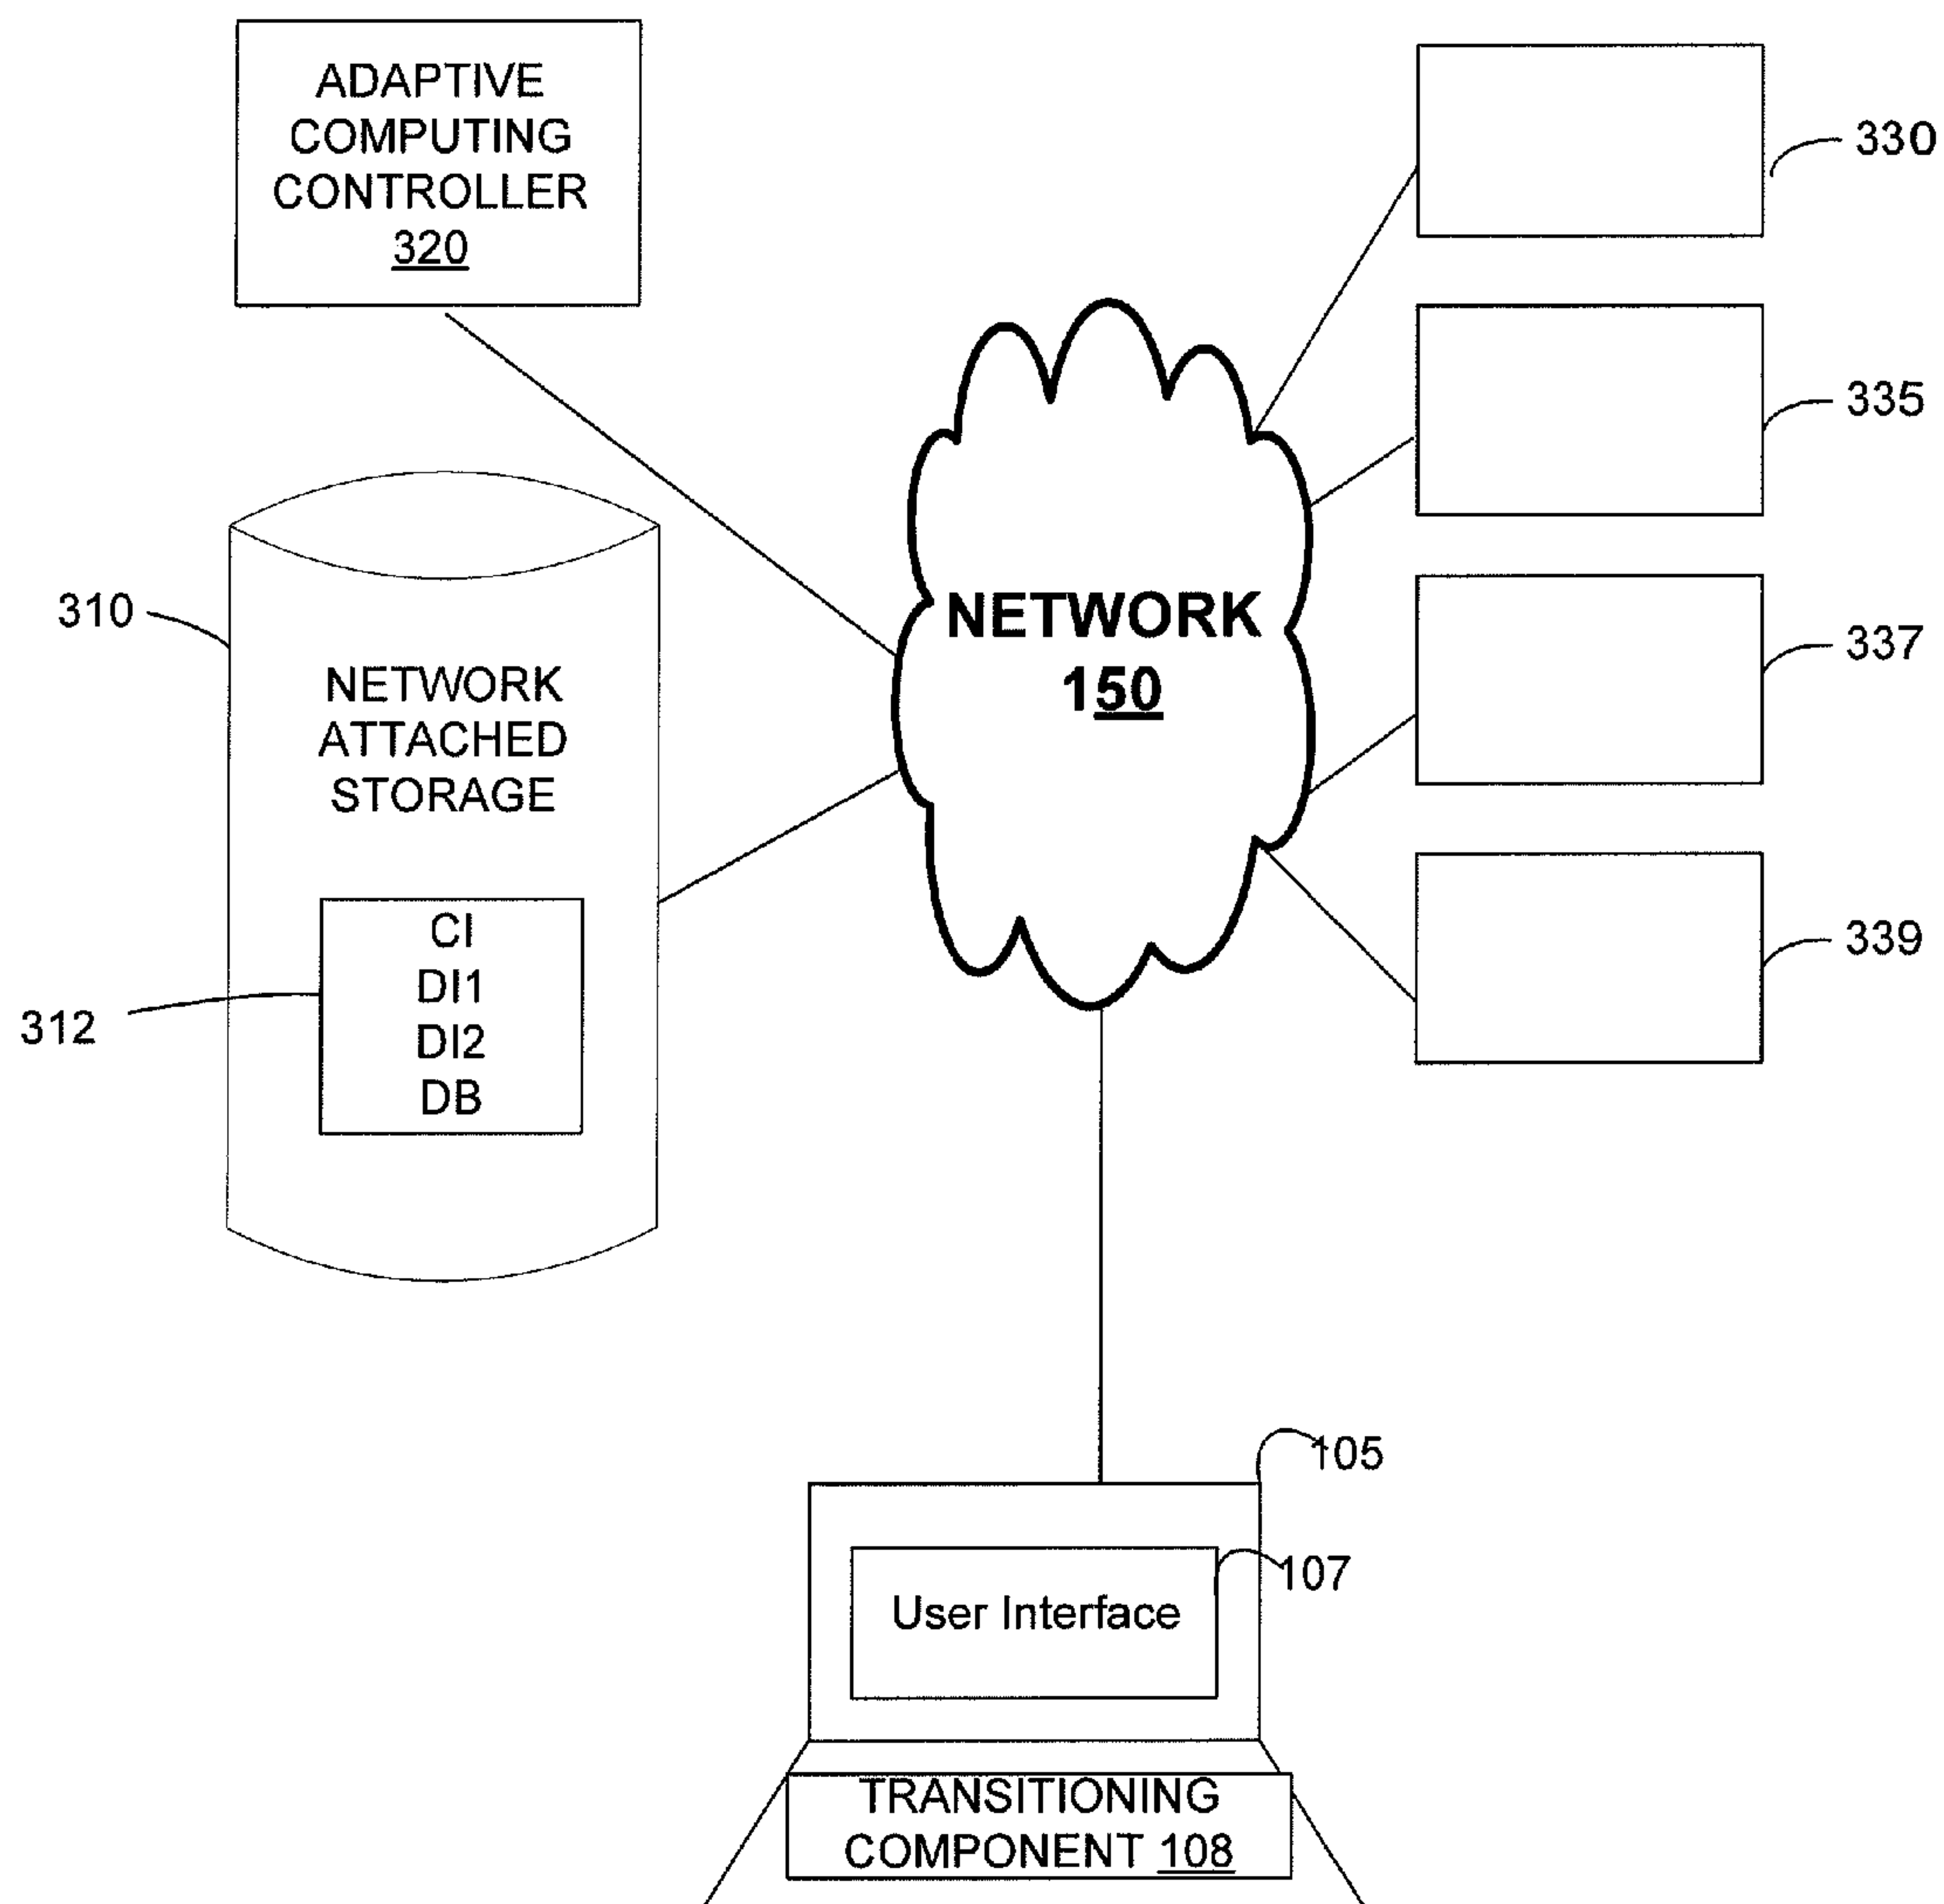 ADAPTIVE
COMPUTING
CONTROLLER
320
330
335
337
339
NETWORK
150
310
NETWORK
ATTACHED
STORAGE
CI
DI1
DI2
DB
312
105
107
User Interface
TRANSITIONING
COMPONENT 108